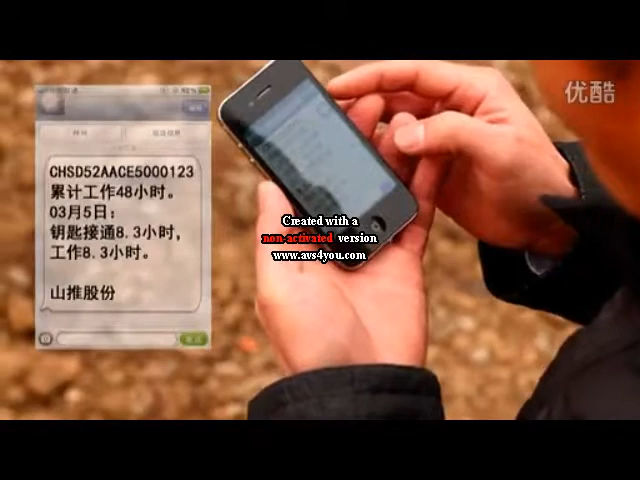 优酷
CHSD52AACE5000123
累计工作48小时。
03月5日：
钥匙接通8.3小时，
工作8.3小时。
山推股份
发送
Created with a
non-activated version
www.avs4you.com